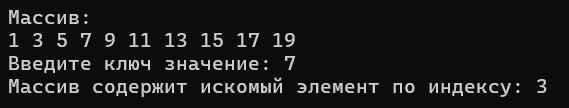 Массив:
1 3 5 7 9 11 13 15 17 19
Введите ключ значение: 7
Массив содержит искомый элемент по индексу: 3